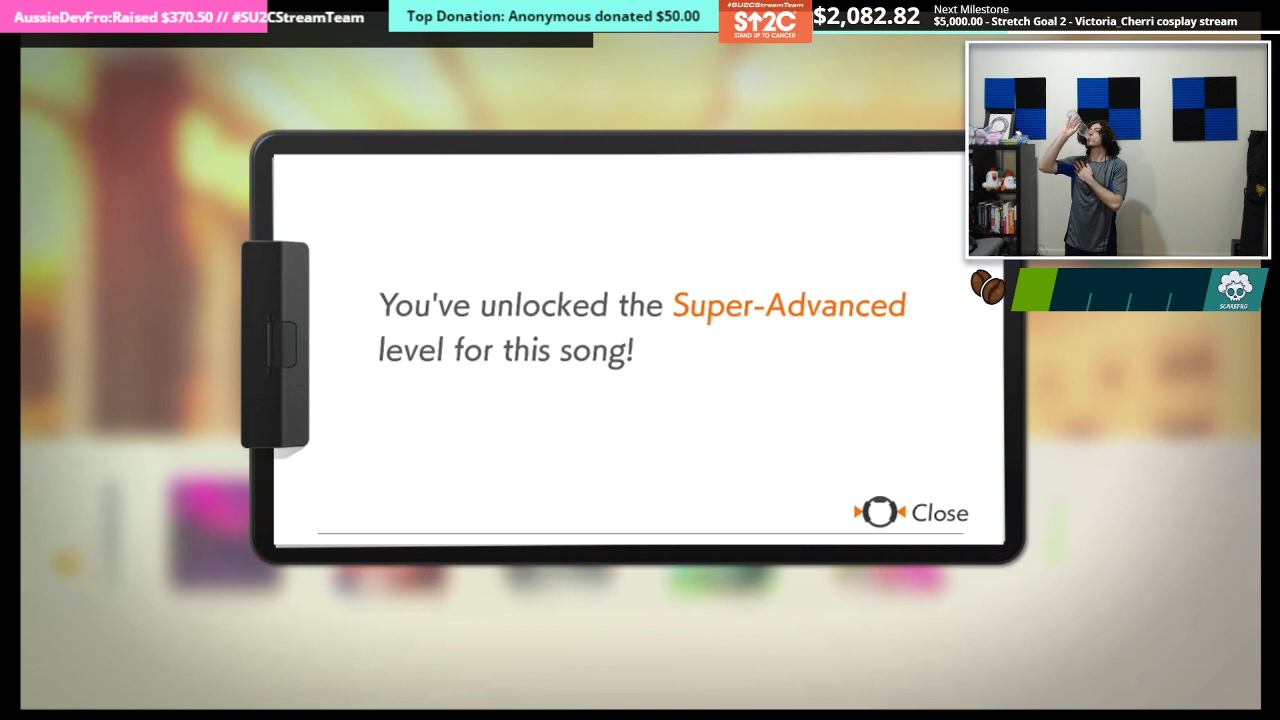 AussieDevFro:Raised $370.50 // #SU2CStreamTeam
Top Donation: Anonymous donated $50.00
#SU2CStreamTeam
SU2C
STAND UP TO CANCER
$2,082.82
Next Milestone
$5,000.00 - Stretch Goal 2 - Victoria_Cherri cosplay stream
SCARSFRO
You've unlocked the Super-Advanced
level for this song!
Close